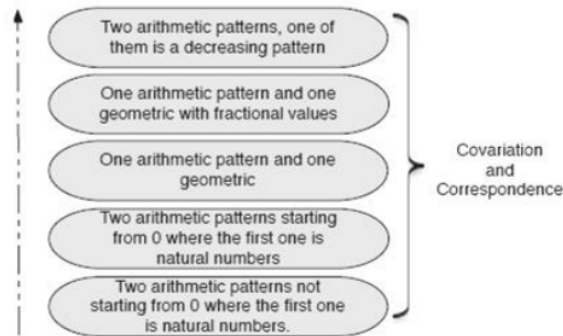 Two arithmetic patterns, one of
them is a decreasing pattern
One arithmetic pattern and one
geometric with fractional values
One arithmetic pattern and one
geometric
Two arithmetic patterns starting
from 0 where the first one is
natural numbers
Two arithmetic patterns not
starting from 0 where the first one
is natural numbers.
Covariation
and
Correspondence